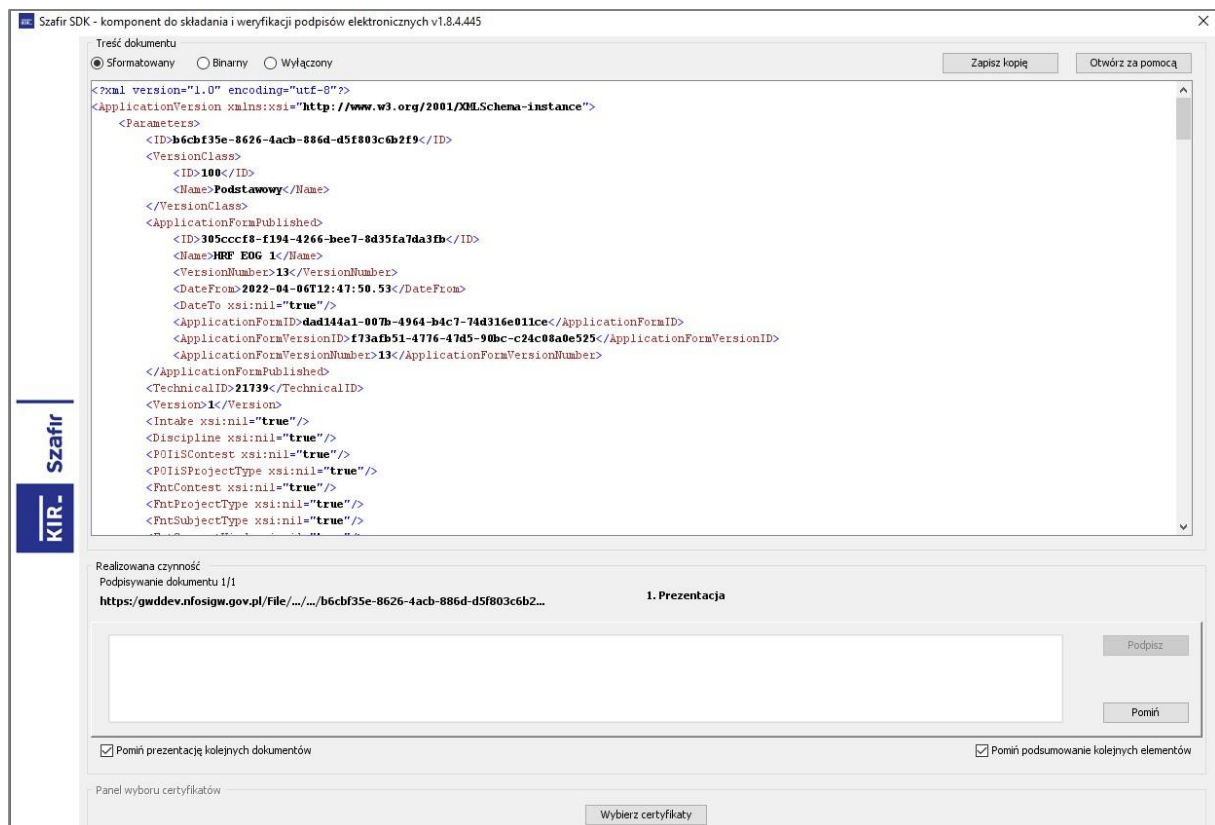 KIR. Szafir SDK - komponent do składania i weryfikacji podpisów elektronicznych v1.8.4.445
Treść dokumentu
Sformatowany Binarny Wyłączony Zapisz kopię Otwórz za pomocą
<?xml version="1.0" encoding="utf-8"?>
<ApplicationVersion xmlns:xsi="http://www.w3.org/2001/XMLSchema-instance">
<Parameters>
<ID>b6cbf35e-8626-4acb-886d-d5f803c6b2f9</ID>
<VersionClass>
<ID>100</ID>
<Name>Podstawowy</Name>
</VersionClass>
<ApplicationFormPublished>
<ID>305cccf8-f194-4266-bee7-8d35fa7da3fb</ID>
<Name>HRF EOG 1</Name>
<VersionNumber>13</VersionNumber>
<DateFrom>2022-04-06T12:47:50.53</DateFrom>
<DateTo xsi:nil="true"/>
<ApplicationFormID>dad144a1-007b-4964-b4c7-74d316e011ce</ApplicationFormID>
<ApplicationFormVersionID>f73afb51-4776-47d5-90bc-c24c08a0e525</ApplicationFormVersionID>
<ApplicationFormVersionNumber>13</ApplicationFormVersionNumber>
</ApplicationFormPublished>
<TechnicalID>21739</TechnicalID>
<Version>1</Version>
<Intake xsi:nil="true"/>
<Discipline xsi:nil="true"/>
<POIiSContest xsi:nil="true"/>
<POIiSProjectType xsi:nil="true"/>
<FntContest xsi:nil="true"/>
<FntProjectType xsi:nil="true"/>
<FntSubjectType xsi:nil="true"/>
KIR. Szafir
Realizowana czynność
Podpisywanie dokumentu 1/1
https:/gwddev.nfosigw.gov.pl/File/.../.../b6cbf35e-8626-4acb-886d-d5f803c6b2... 1. Prezentacja
Podpisz
Pomiń
Pomiń prezentację kolejnych dokumentów Pomiń podsumowanie kolejnych elementów
Panel wyboru certyfikatów
Wybierz certyfikaty